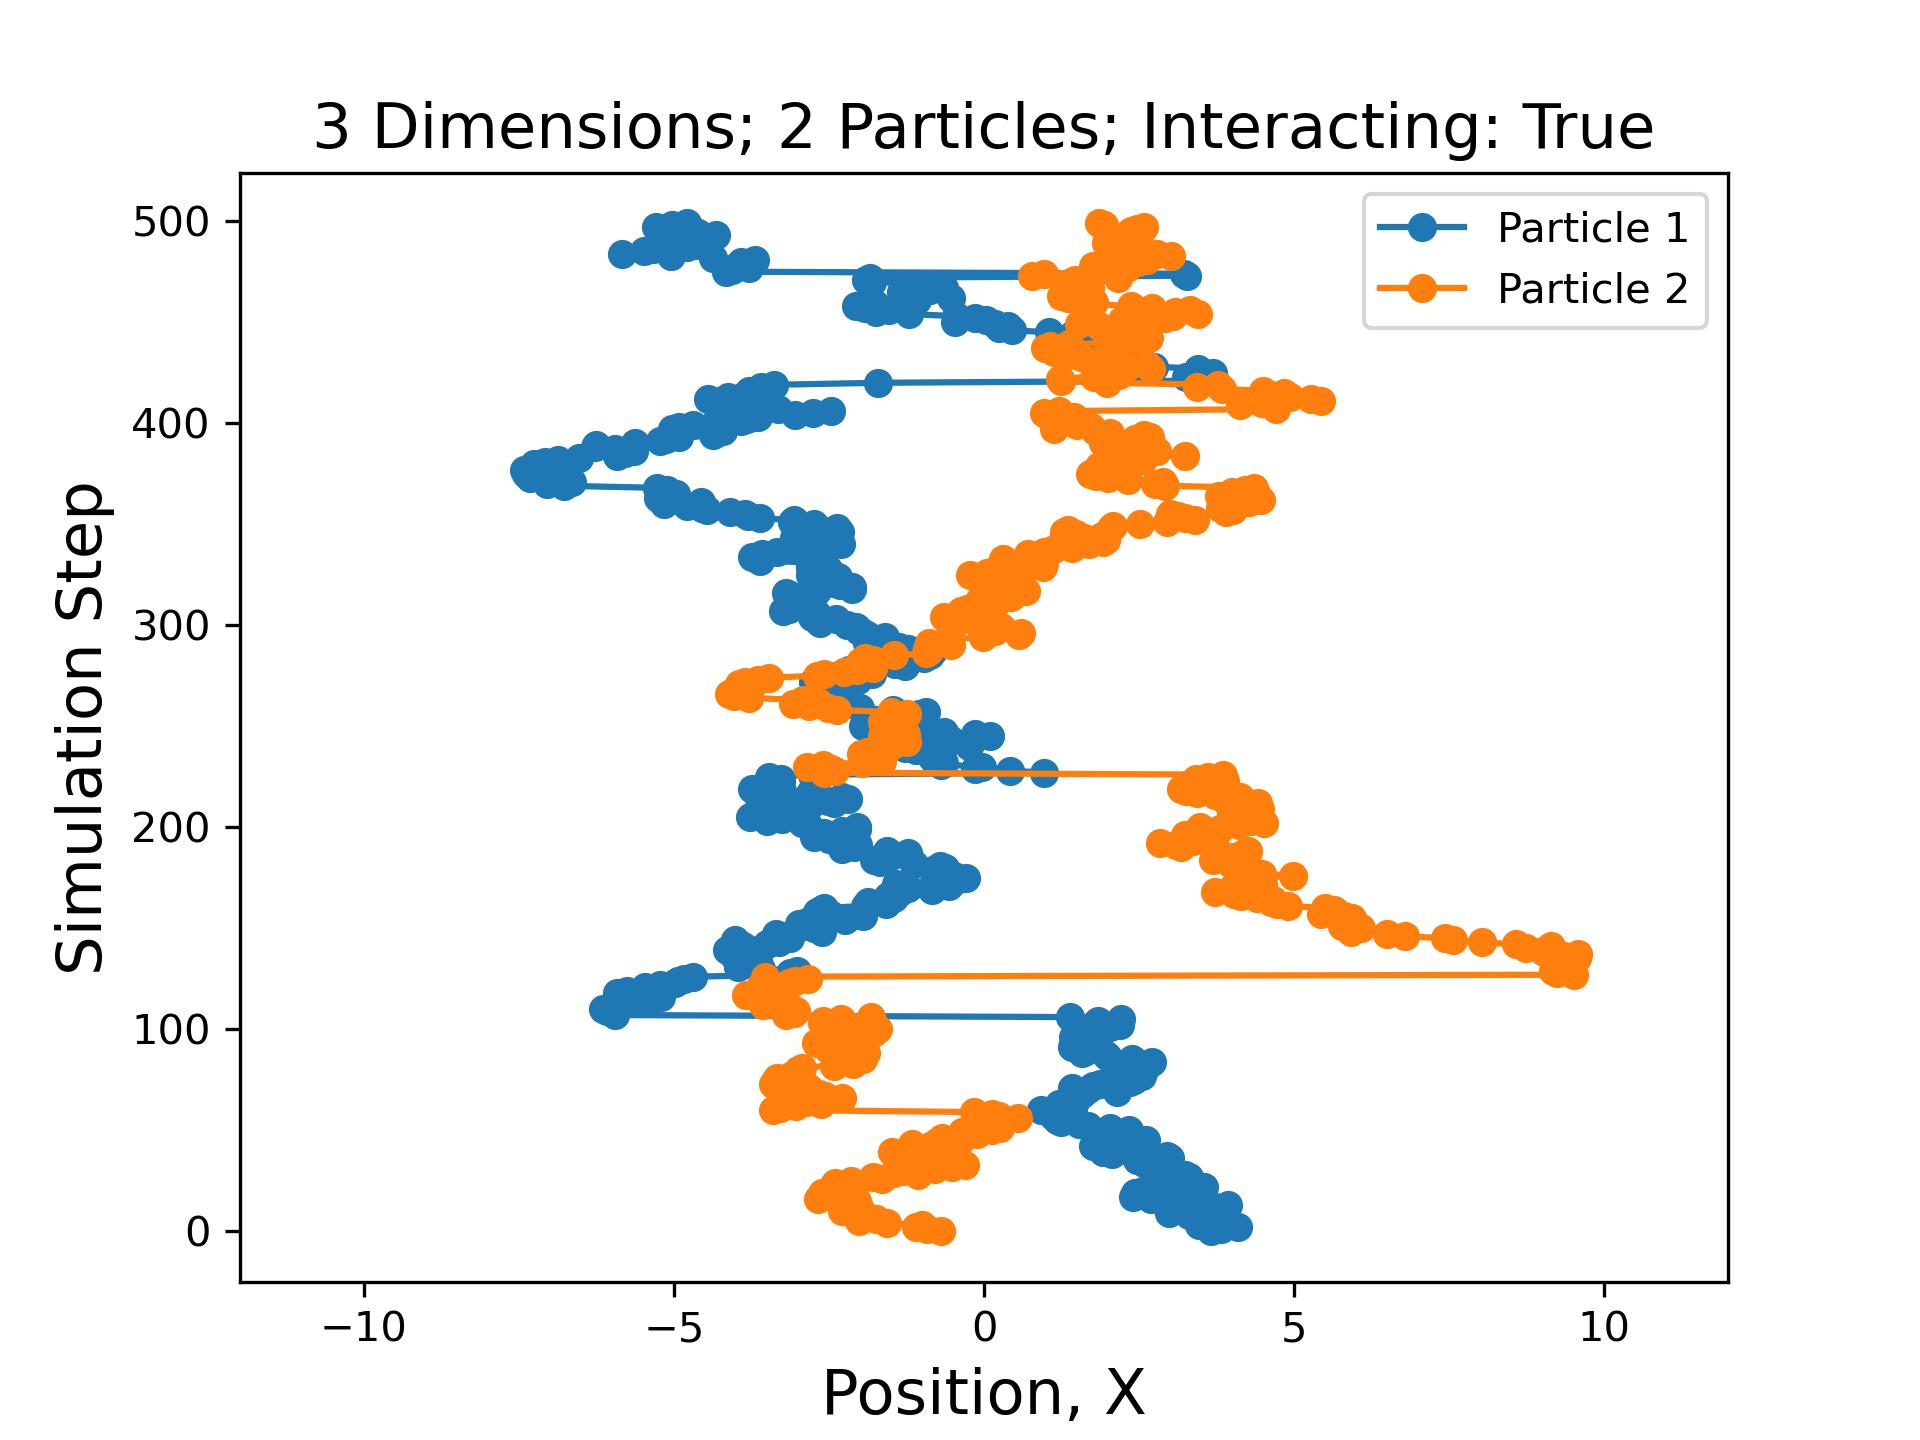 3 Dimensions; 2 Particles; Interacting: True
Particle 1
Particle 2
Simulation Step
500
400
300
200
100
0
−10
−5
0
5
10
Position, X